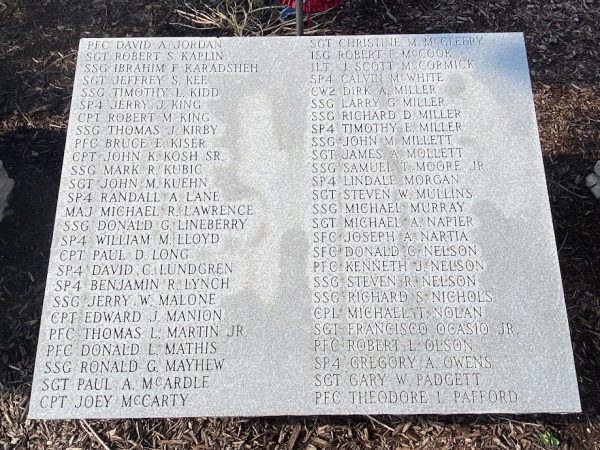 PFC DAVID A. JORDAN
SGT ROBERT S. KAPLIN
SSG IBRAHIM F. KARADSHEH
SGT JEFFREY S. KEE
SSG TIMOTHY L. KIDD
SP4 JERRY J. KING
CPT ROBERT M. KING
SSG THOMAS J. KIRBY
PFC BRUCE E. KISER
CPT JOHN K. KOSH SR.
SSG MARK R. KUBIC
SGT JOHN M. KUEHN
SP4 RANDALL A. LANE
MAJ MICHAEL R. LAWRENCE
SSG DONALD G. LINEBERRY
SP4 WILLIAM M. LLOYD
CPT PAUL D. LONG
SP4 DAVID C. LUNDGREN
SP4 BENJAMIN R. LYNCH
SSG JERRY W. MALONE
CPT EDWARD J. MANION
PFC THOMAS L. MARTIN JR.
PFC DONALD L. MATHIS
SSG RONALD G. MAYHEW
SGT PAUL A. McARDLE
CPT JOEY McCARTY
SGT CHRISTINE M. McCLEERY
1SG ROBERT F. McCOOK
1LT J. SCOTT McCORMICK
SP4 CALVIN McWHITE
CW2 DIRK A. MILLER
SSG LARRY G. MILLER
SSG RICHARD D. MILLER
SP4 TIMOTHY E. MILLER
SSG JOHN M. MILLETT
SGT JAMES A. MOLLETT
SSG SAMUEL T. MOORE JR.
SP4 LINDALE MORGAN
SGT STEVEN W. MULLINS
SSG MICHAEL MURRAY
SGT MICHAEL A. NAPIER
SFC JOSEPH A. NARTIA
SFC DONALD C. NELSON
PFC KENNETH J. NELSON
SSG STEVEN R. NELSON
SSG RICHARD S. NICHOLS
CPL MICHAEL T. NOLAN
SGT FRANCISCO OCASIO JR.
PFC ROBERT L. OLSON
SP4 GREGORY A. OWENS
SGT GARY W. PADGETT
PFC THEODORE L. PAFFORD